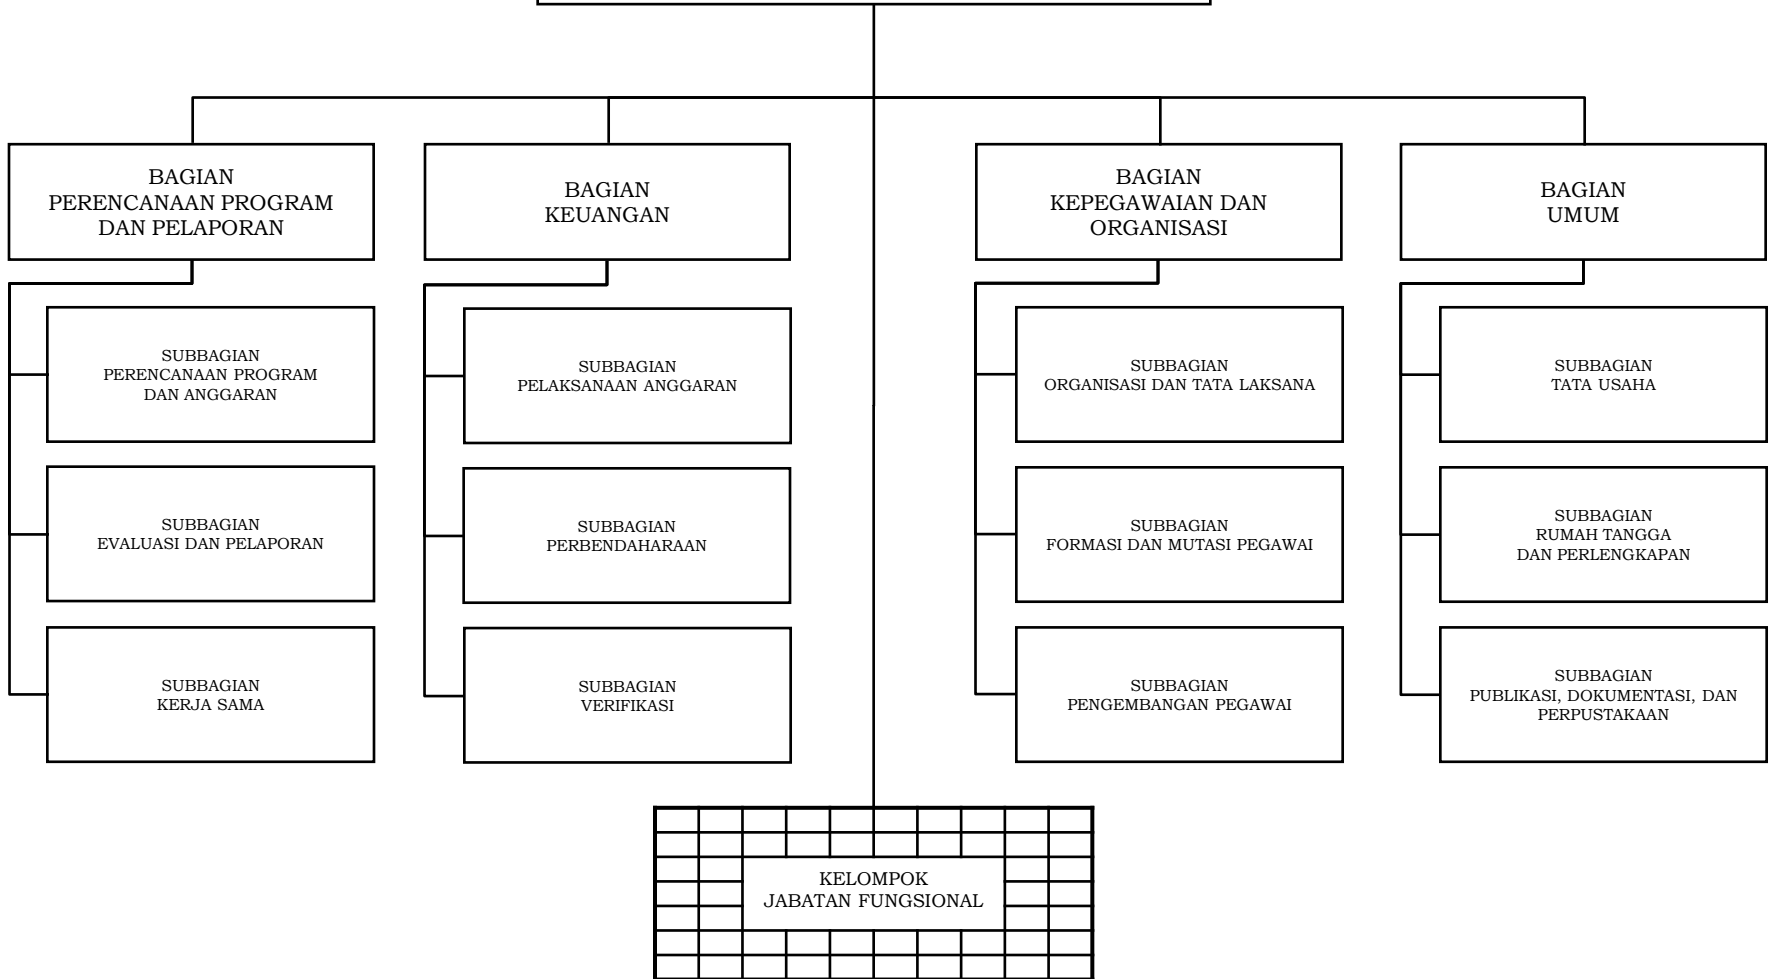 BAGIAN
PERENCANAAN PROGRAM
DAN PELAPORAN
BAGIAN
KEUANGAN
BAGIAN
KEPEGAWAIAN DAN
ORGANISASI
BAGIAN
UMUM
SUBBAGIAN
PERENCANAAN PROGRAM
DAN ANGGARAN
SUBBAGIAN
PELAKSANAAN ANGGARAN
SUBBAGIAN
ORGANISASI DAN TATA LAKSANA
SUBBAGIAN
TATA USAHA
SUBBAGIAN
EVALUASI DAN PELAPORAN
SUBBAGIAN
PERBENDAHARAAN
SUBBAGIAN
FORMASI DAN MUTASI PEGAWAI
SUBBAGIAN
RUMAH TANGGA
DAN PERLENGKAPAN
SUBBAGIAN
KERJA SAMA
SUBBAGIAN
VERIFIKASI
SUBBAGIAN
PENGEMBANGAN PEGAWAI
SUBBAGIAN
PUBLIKASI, DOKUMENTASI, DAN
PERPUSTAKAAN
KELOMPOK
JABATAN FUNGSIONAL